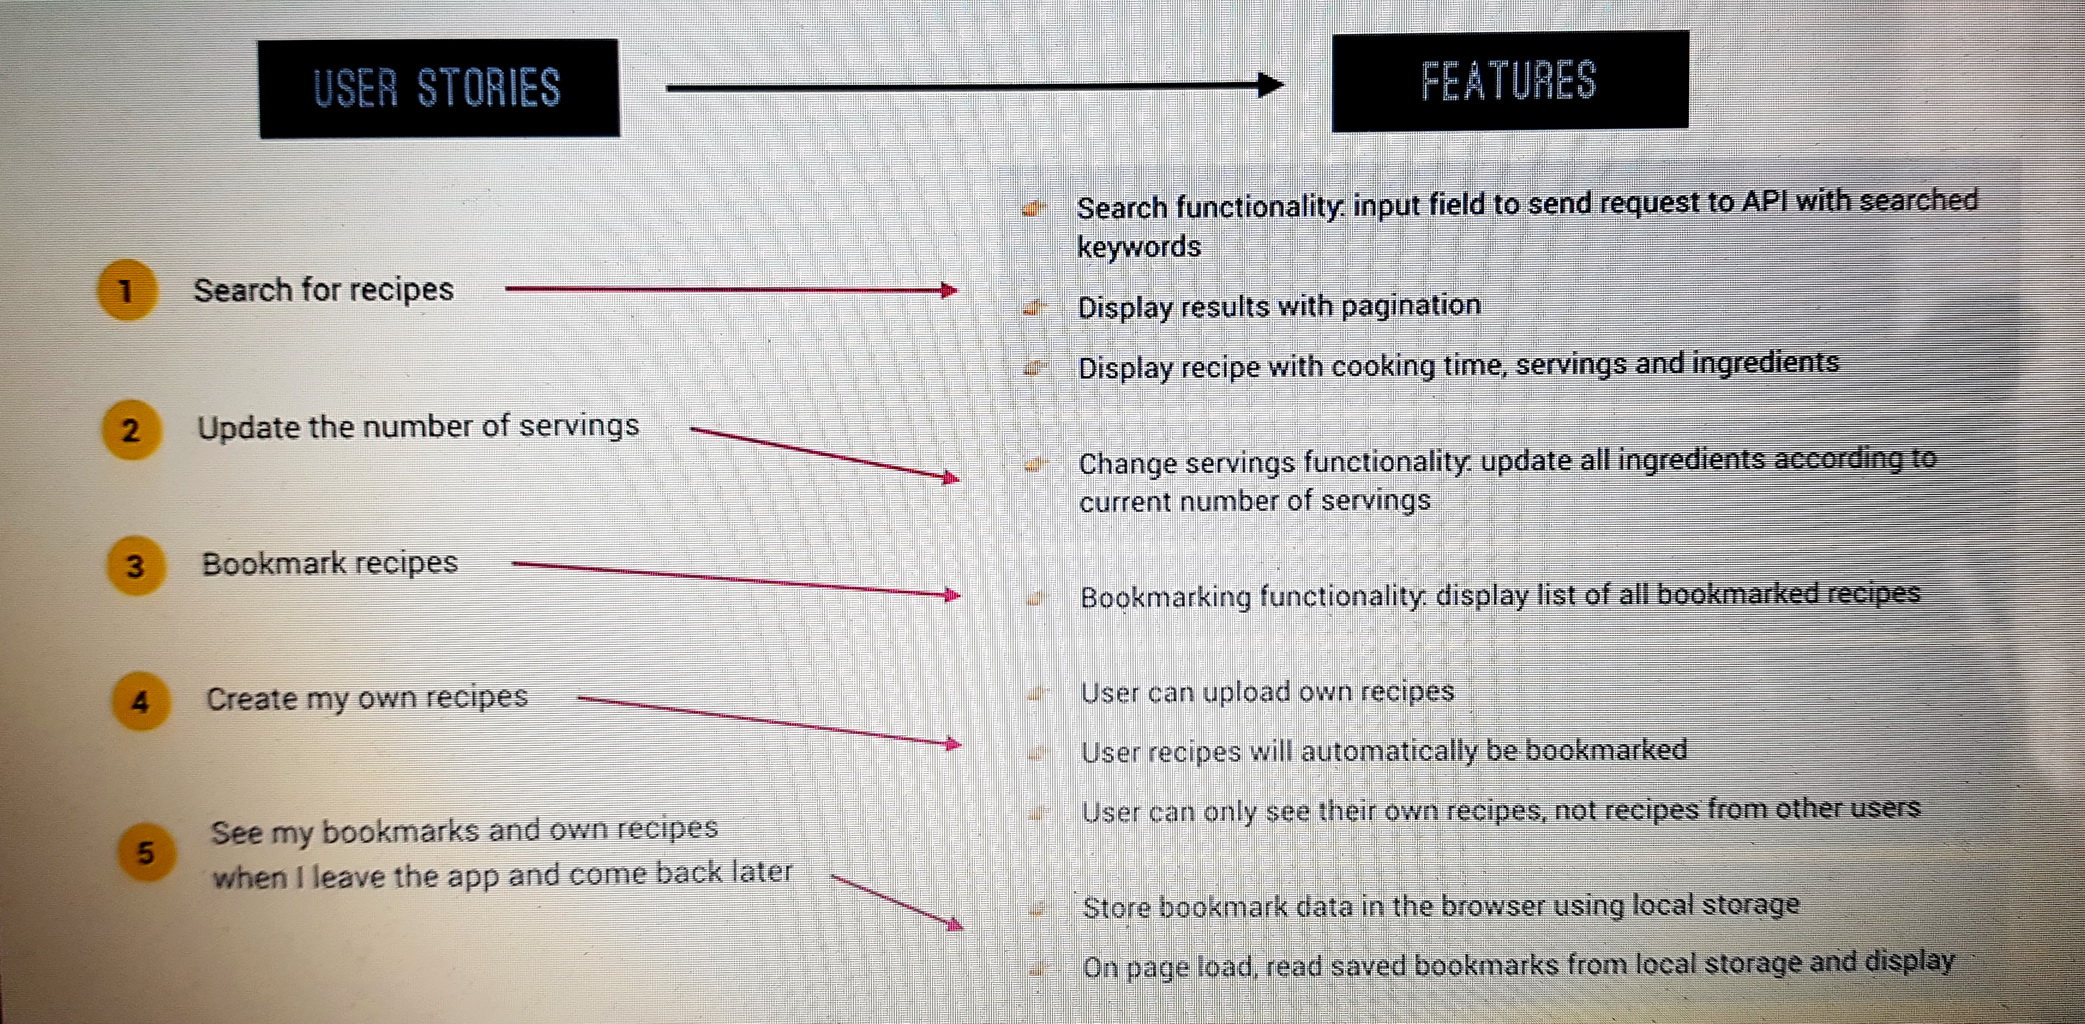 USER STORIES
FEATURES
1
Search for recipes
Search functionality: input field to send request to API with searched
keywords
Display results with pagination
Display recipe with cooking time, servings and ingredients
2
Update the number of servings
Change servings functionality: update all ingredients according to
current number of servings
3
Bookmark recipes
Bookmarking functionality: display list of all bookmarked recipes
4
Create my own recipes
User can upload own recipes
User recipes will automatically be bookmarked
User can only see their own recipes, not recipes from other users
5
See my bookmarks and own recipes
when I leave the app and come back later
Store bookmark data in the browser using local storage
On page load, read saved bookmarks from local storage and display